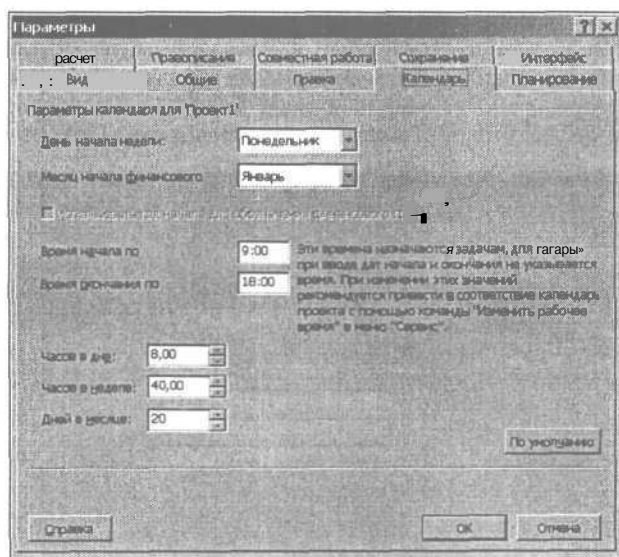 Параметры
расчет Правописание Совместная работа Сохранение Интерфейс
Вид Общие Правка Календарь Планирование
Параметры календаря для 'Проект1'
День начала недели: Понедельник
Месяц начала финансового Январь
Время начала по 9:00
Время окончания по 18:00
Эти времена назначаются задачам, для гагары»
при вводе дат начала и окончания не указывается
время. При изменении этих значений
рекомендуется привести в соответствие календарь
проекта с помощью команды "Изменить рабочее
время" в меню "Сервис".
Часов в дне: 8,00
Часов в неделе: 40,00
Дней в месяце: 20
По умолчанию
Справка ОК Отмена